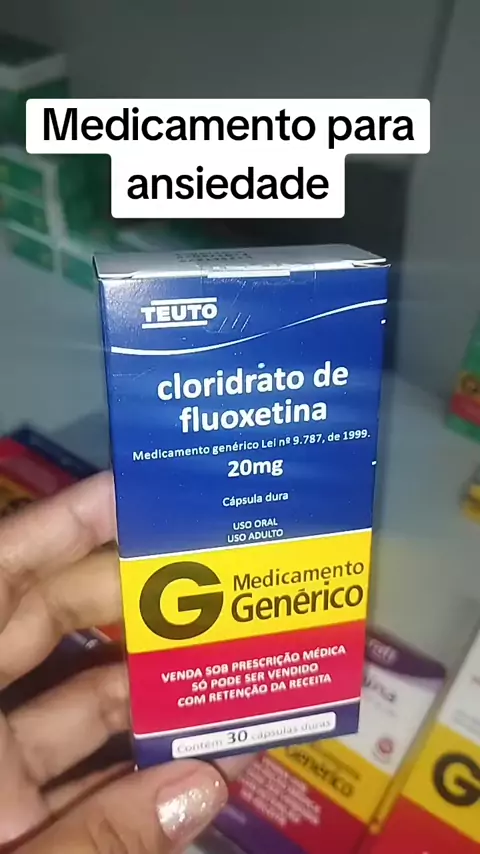 Medicamento para
ansiedade
TEUTO
cloridrato de
fluoxetina
Medicamento genérico Lei nº 9.787, de 1999.
20mg
Cápsula dura
USO ORAL
USO ADULTO
G Medicamento
Genérico
VENDA SOB PRESCRIÇÃO MÉDICA
SÓ PODE SER VENDIDO
COM RETENÇÃO DA RECEITA
Contém 30 cápsulas duras
Genérico
G